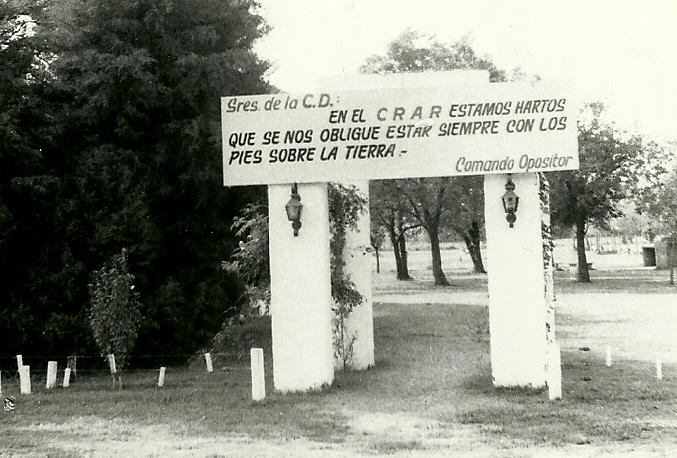 Sres. de la C.D.:
EN EL CRAR ESTAMOS HARTOS
QUE SE NOS OBLIGUE ESTAR SIEMPRE CON LOS
PIES SOBRE LA TIERRA.-
Comando Opositor